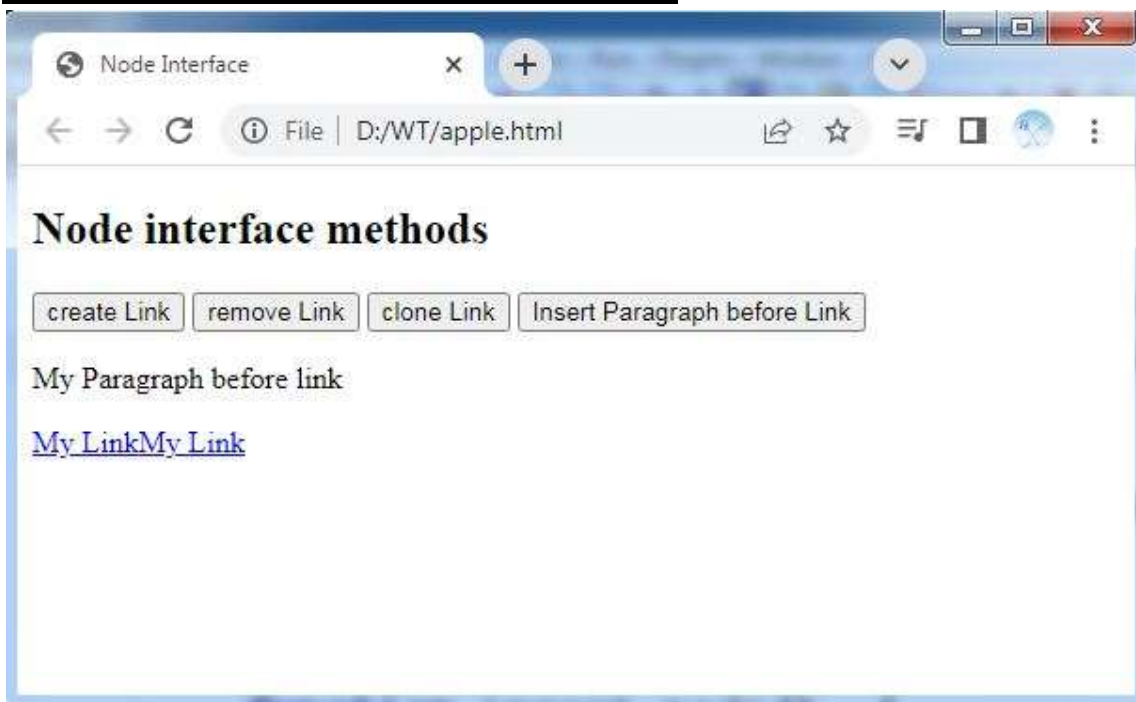 Node Interface
File | D:/WT/apple.html
Node interface methods
create Link remove Link clone Link Insert Paragraph before Link
My Paragraph before link
My LinkMy Link